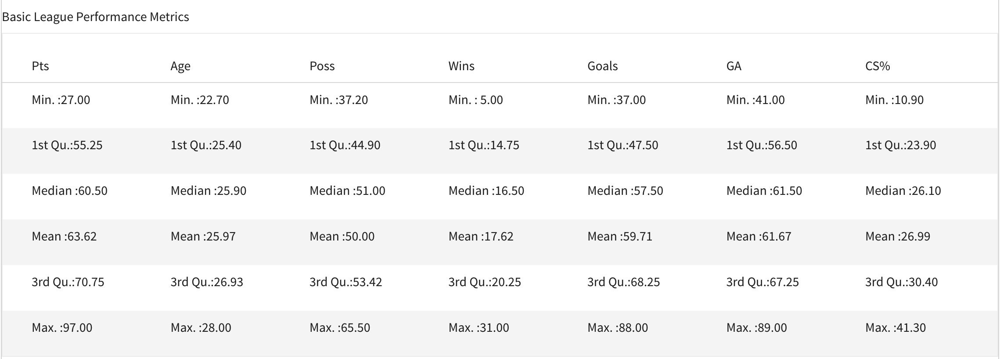 Basic League Performance Metrics
Pts Age Poss Wins Goals GA CS%
Min. :27.00 Min. :22.70 Min. :37.20 Min. : 5.00 Min. :37.00 Min. :41.00 Min. :10.90
1st Qu.:55.25 1st Qu.:25.40 1st Qu.:44.90 1st Qu.:14.75 1st Qu.:47.50 1st Qu.:56.50 1st Qu.:23.90
Median :60.50 Median :25.90 Median :51.00 Median :16.50 Median :57.50 Median :61.50 Median :26.10
Mean :63.62 Mean :25.97 Mean :50.00 Mean :17.62 Mean :59.71 Mean :61.67 Mean :26.99
3rd Qu.:70.75 3rd Qu.:26.93 3rd Qu.:53.42 3rd Qu.:20.25 3rd Qu.:68.25 3rd Qu.:67.25 3rd Qu.:30.40
Max. :97.00 Max. :28.00 Max. :65.50 Max. :31.00 Max. :88.00 Max. :89.00 Max. :41.30